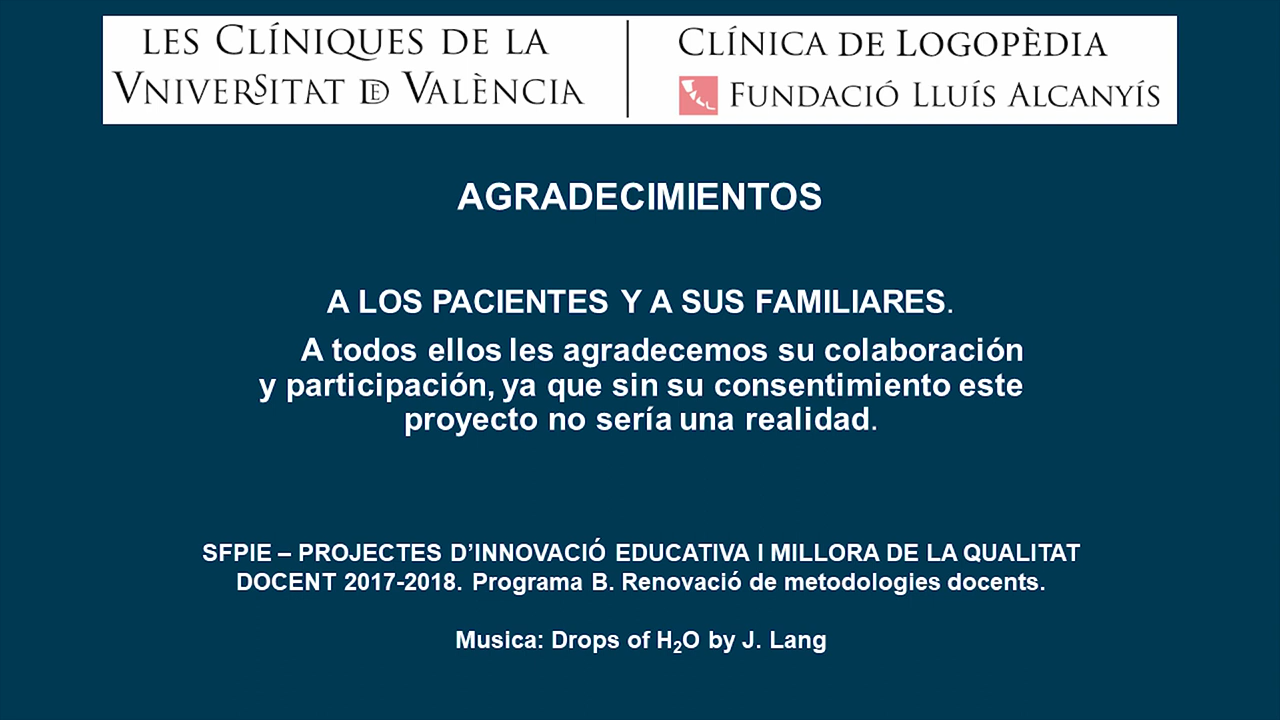 LES CLÍNIQUES DE LA
VNIVERSITAT DE VALÈNCIA
CLÍNICA DE LOGOPÈDIA
FUNDACIÓ LLUÍS ALCANYÍS
AGRADECIMIENTOS
A LOS PACIENTES Y A SUS FAMILIARES.
A todos ellos les agradecemos su colaboración
y participación, ya que sin su consentimiento este
proyecto no sería una realidad.
SFPIE – PROJECTES D’INNOVACIÓ EDUCATIVA I MILLORA DE LA QUALITAT
DOCENT 2017-2018. Programa B. Renovació de metodologies docents.
Musica: Drops of H₂O by J. Lang